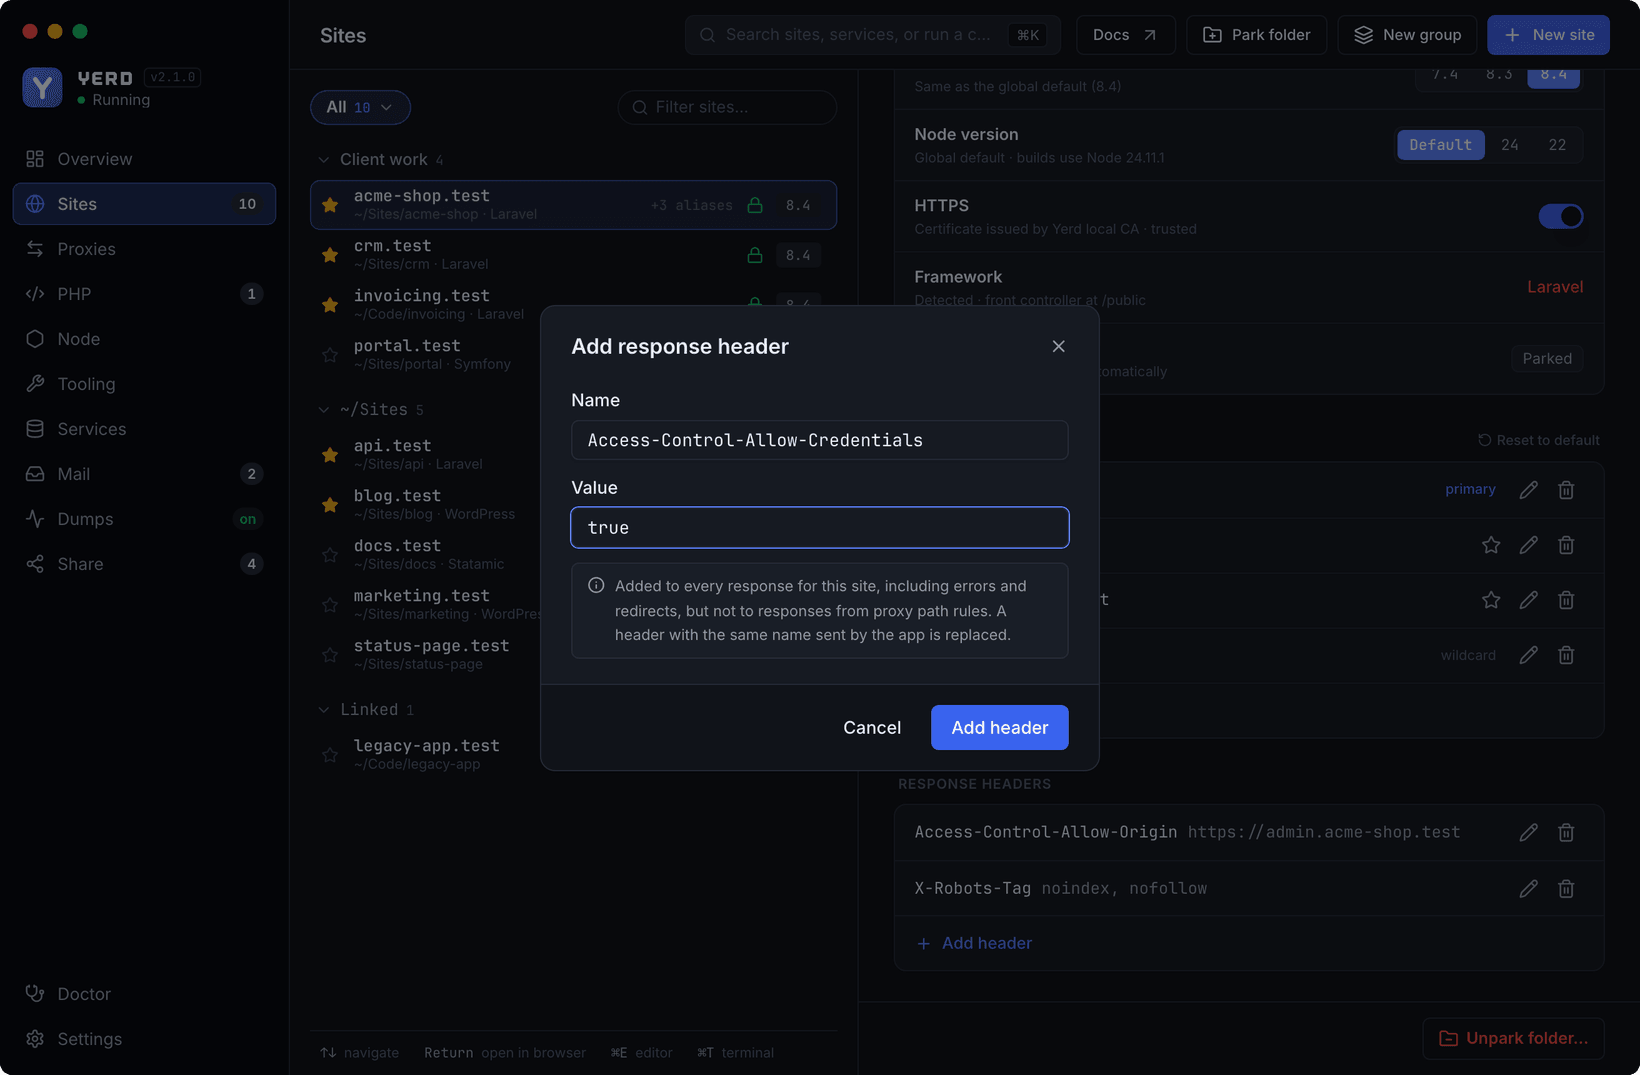 YERD v2.1.0
Running
Overview
Sites 10
Proxies
PHP 1
Node
Tooling
Services
Mail 2
Dumps on
Share 4
Doctor
Settings
Sites
Search sites, services, or run a c... ⌘K
Docs
Park folder
New group
New site
All 10
Filter sites...
Client work 4
acme-shop.test
~/Sites/acme-shop · Laravel
+3 aliases
8.4
crm.test
~/Sites/crm · Laravel
8.4
invoicing.test
~/Code/invoicing · Laravel
8.4
portal.test
~/Sites/portal · Symfony
~/Sites 5
api.test
~/Sites/api · Laravel
blog.test
~/Sites/blog · WordPress
docs.test
~/Sites/docs · Statamic
marketing.test
~/Sites/marketing · WordPres
status-page.test
~/Sites/status-page
Linked 1
legacy-app.test
~/Code/legacy-app
↑↓ navigate Return open in browser ⌘E editor ⌘T terminal
Same as the global default (8.4)
7.4 8.3 8.4
Node version
Global default · builds use Node 24.11.1
Default 24 22
HTTPS
Certificate issued by Yerd local CA · trusted
Framework
Detected · front controller at /public
Laravel
omatically
Parked
Reset to default
primary
t
wildcard
RESPONSE HEADERS
Access-Control-Allow-Origin https://admin.acme-shop.test
X-Robots-Tag noindex, nofollow
+ Add header
Unpark folder...
Add response header
Name
Access-Control-Allow-Credentials
Value
true
Added to every response for this site, including errors and
redirects, but not to responses from proxy path rules. A
header with the same name sent by the app is replaced.
Cancel
Add header